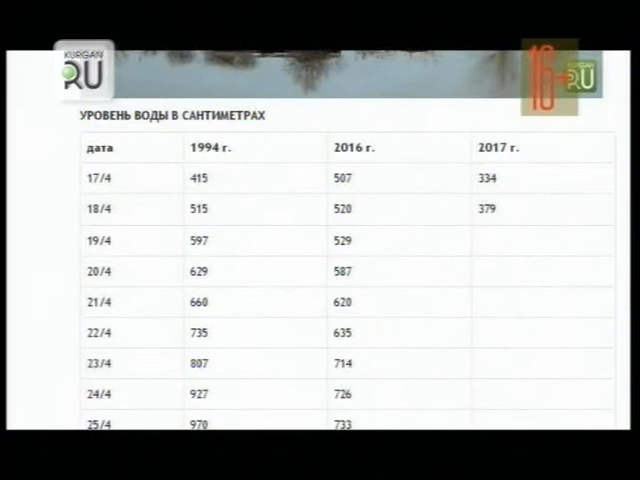 KURGAN
RU
16+
KURGAN
RU
УРОВЕНЬ ВОДЫ В САНТИМЕТРАХ
дата 1994 г. 2016 г. 2017 г.
17/4 415 507 334
18/4 515 520 379
19/4 597 529
20/4 629 587
21/4 660 620
22/4 735 635
23/4 807 714
24/4 927 726
25/4 970 733